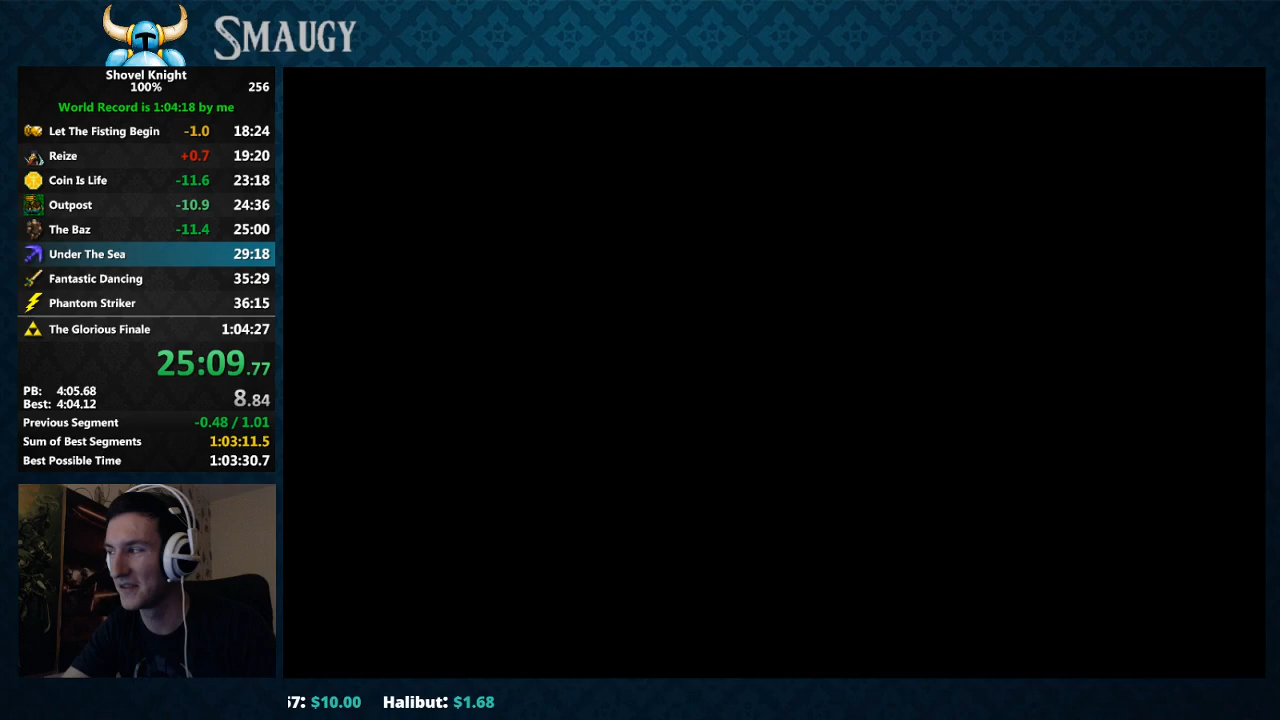 SMAUGY
Shovel Knight
100% 256
World Record is 1:04:18 by me
Let The Fisting Begin -1.0 18:24
Reize +0.7 19:20
Coin Is Life -11.6 23:18
Outpost -10.9 24:36
The Baz -11.4 25:00
Under The Sea 29:18
Fantastic Dancing 35:29
Phantom Striker 36:15
The Glorious Finale 1:04:27
25:09.77
PB: 4:05.68
Best: 4:04.12 8.84
Previous Segment -0.48 / 1.01
Sum of Best Segments 1:03:11.5
Best Possible Time 1:03:30.7
57: $10.00 Halibut: $1.68